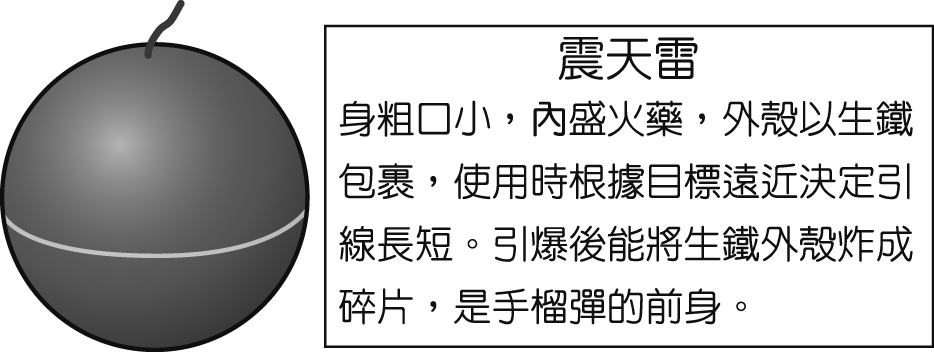 震天雷
身粗口小，內盛火藥，外殼以生鐵
包裹，使用時根據目標遠近決定引
線長短。引爆後能將生鐵外殼炸成
碎片，是手榴彈的前身。